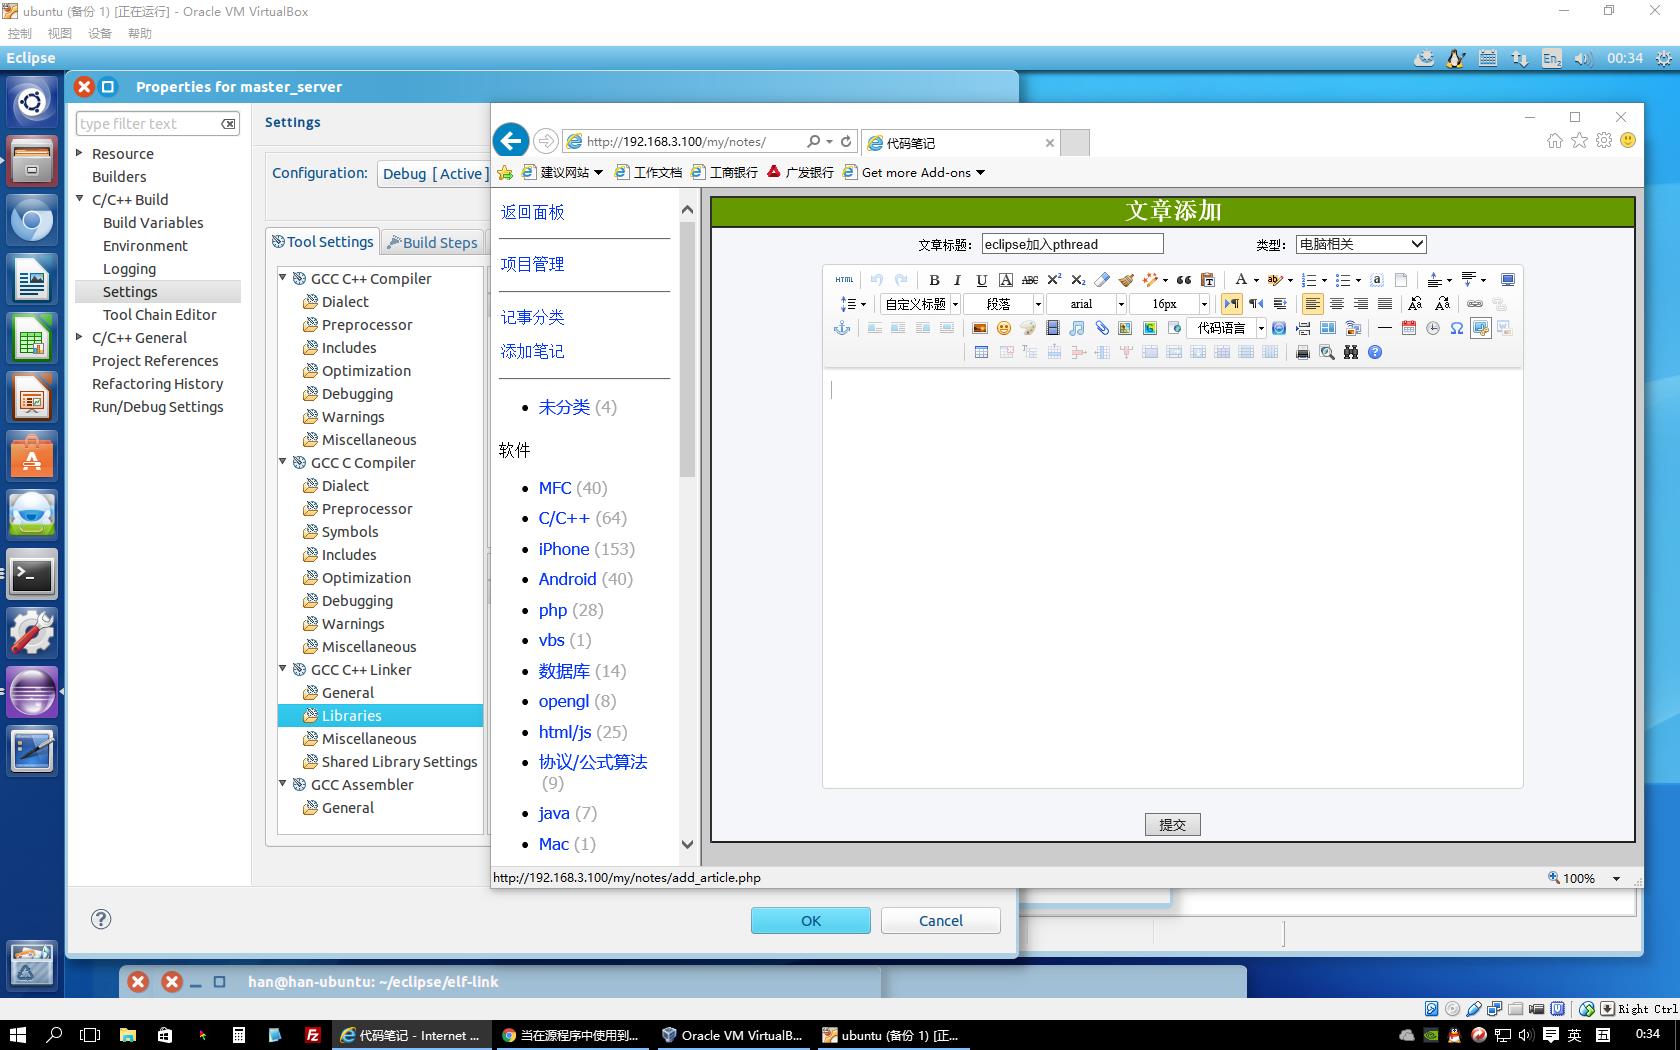 ubuntu (备份 1) [正在运行] - Oracle VM VirtualBox
控制 视图 设备 帮助
Eclipse
En₂
00:34
Properties for master_server
type filter text
Resource
Builders
C/C++ Build
Build Variables
Environment
Logging
Settings
Tool Chain Editor
C/C++ General
Project References
Refactoring History
Run/Debug Settings
Settings
Configuration:
Debug [ Active ]
Tool Settings
Build Steps
GCC C++ Compiler
Dialect
Preprocessor
Includes
Optimization
Debugging
Warnings
Miscellaneous
GCC C Compiler
Dialect
Preprocessor
Symbols
Includes
Optimization
Debugging
Warnings
Miscellaneous
GCC C++ Linker
General
Libraries
Miscellaneous
Shared Library Settings
GCC Assembler
General
OK
Cancel
http://192.168.3.100/my/notes/
代码笔记
建议网站
工作文档
工商银行
广发银行
Get more Add-ons
返回面板
项目管理
记事分类
添加笔记
未分类 (4)
软件
MFC (40)
C/C++ (64)
iPhone (153)
Android (40)
php (28)
vbs (1)
数据库 (14)
opengl (8)
html/js (25)
协议/公式算法
(9)
java (7)
Mac (1)
文章添加
文章标题: eclipse加入pthread
类型: 电脑相关
HTML
B I U A ABC X² X₂
自定义标题 段落 arial 16px
代码语言
提交
http://192.168.3.100/my/notes/add_article.php
100%
han@han-ubuntu: ~/eclipse/elf-link
Right Ctrl
代码笔记 - Internet ...
当在源程序中使用到...
Oracle VM VirtualB...
ubuntu (备份 1) [正...
英
五
0:34